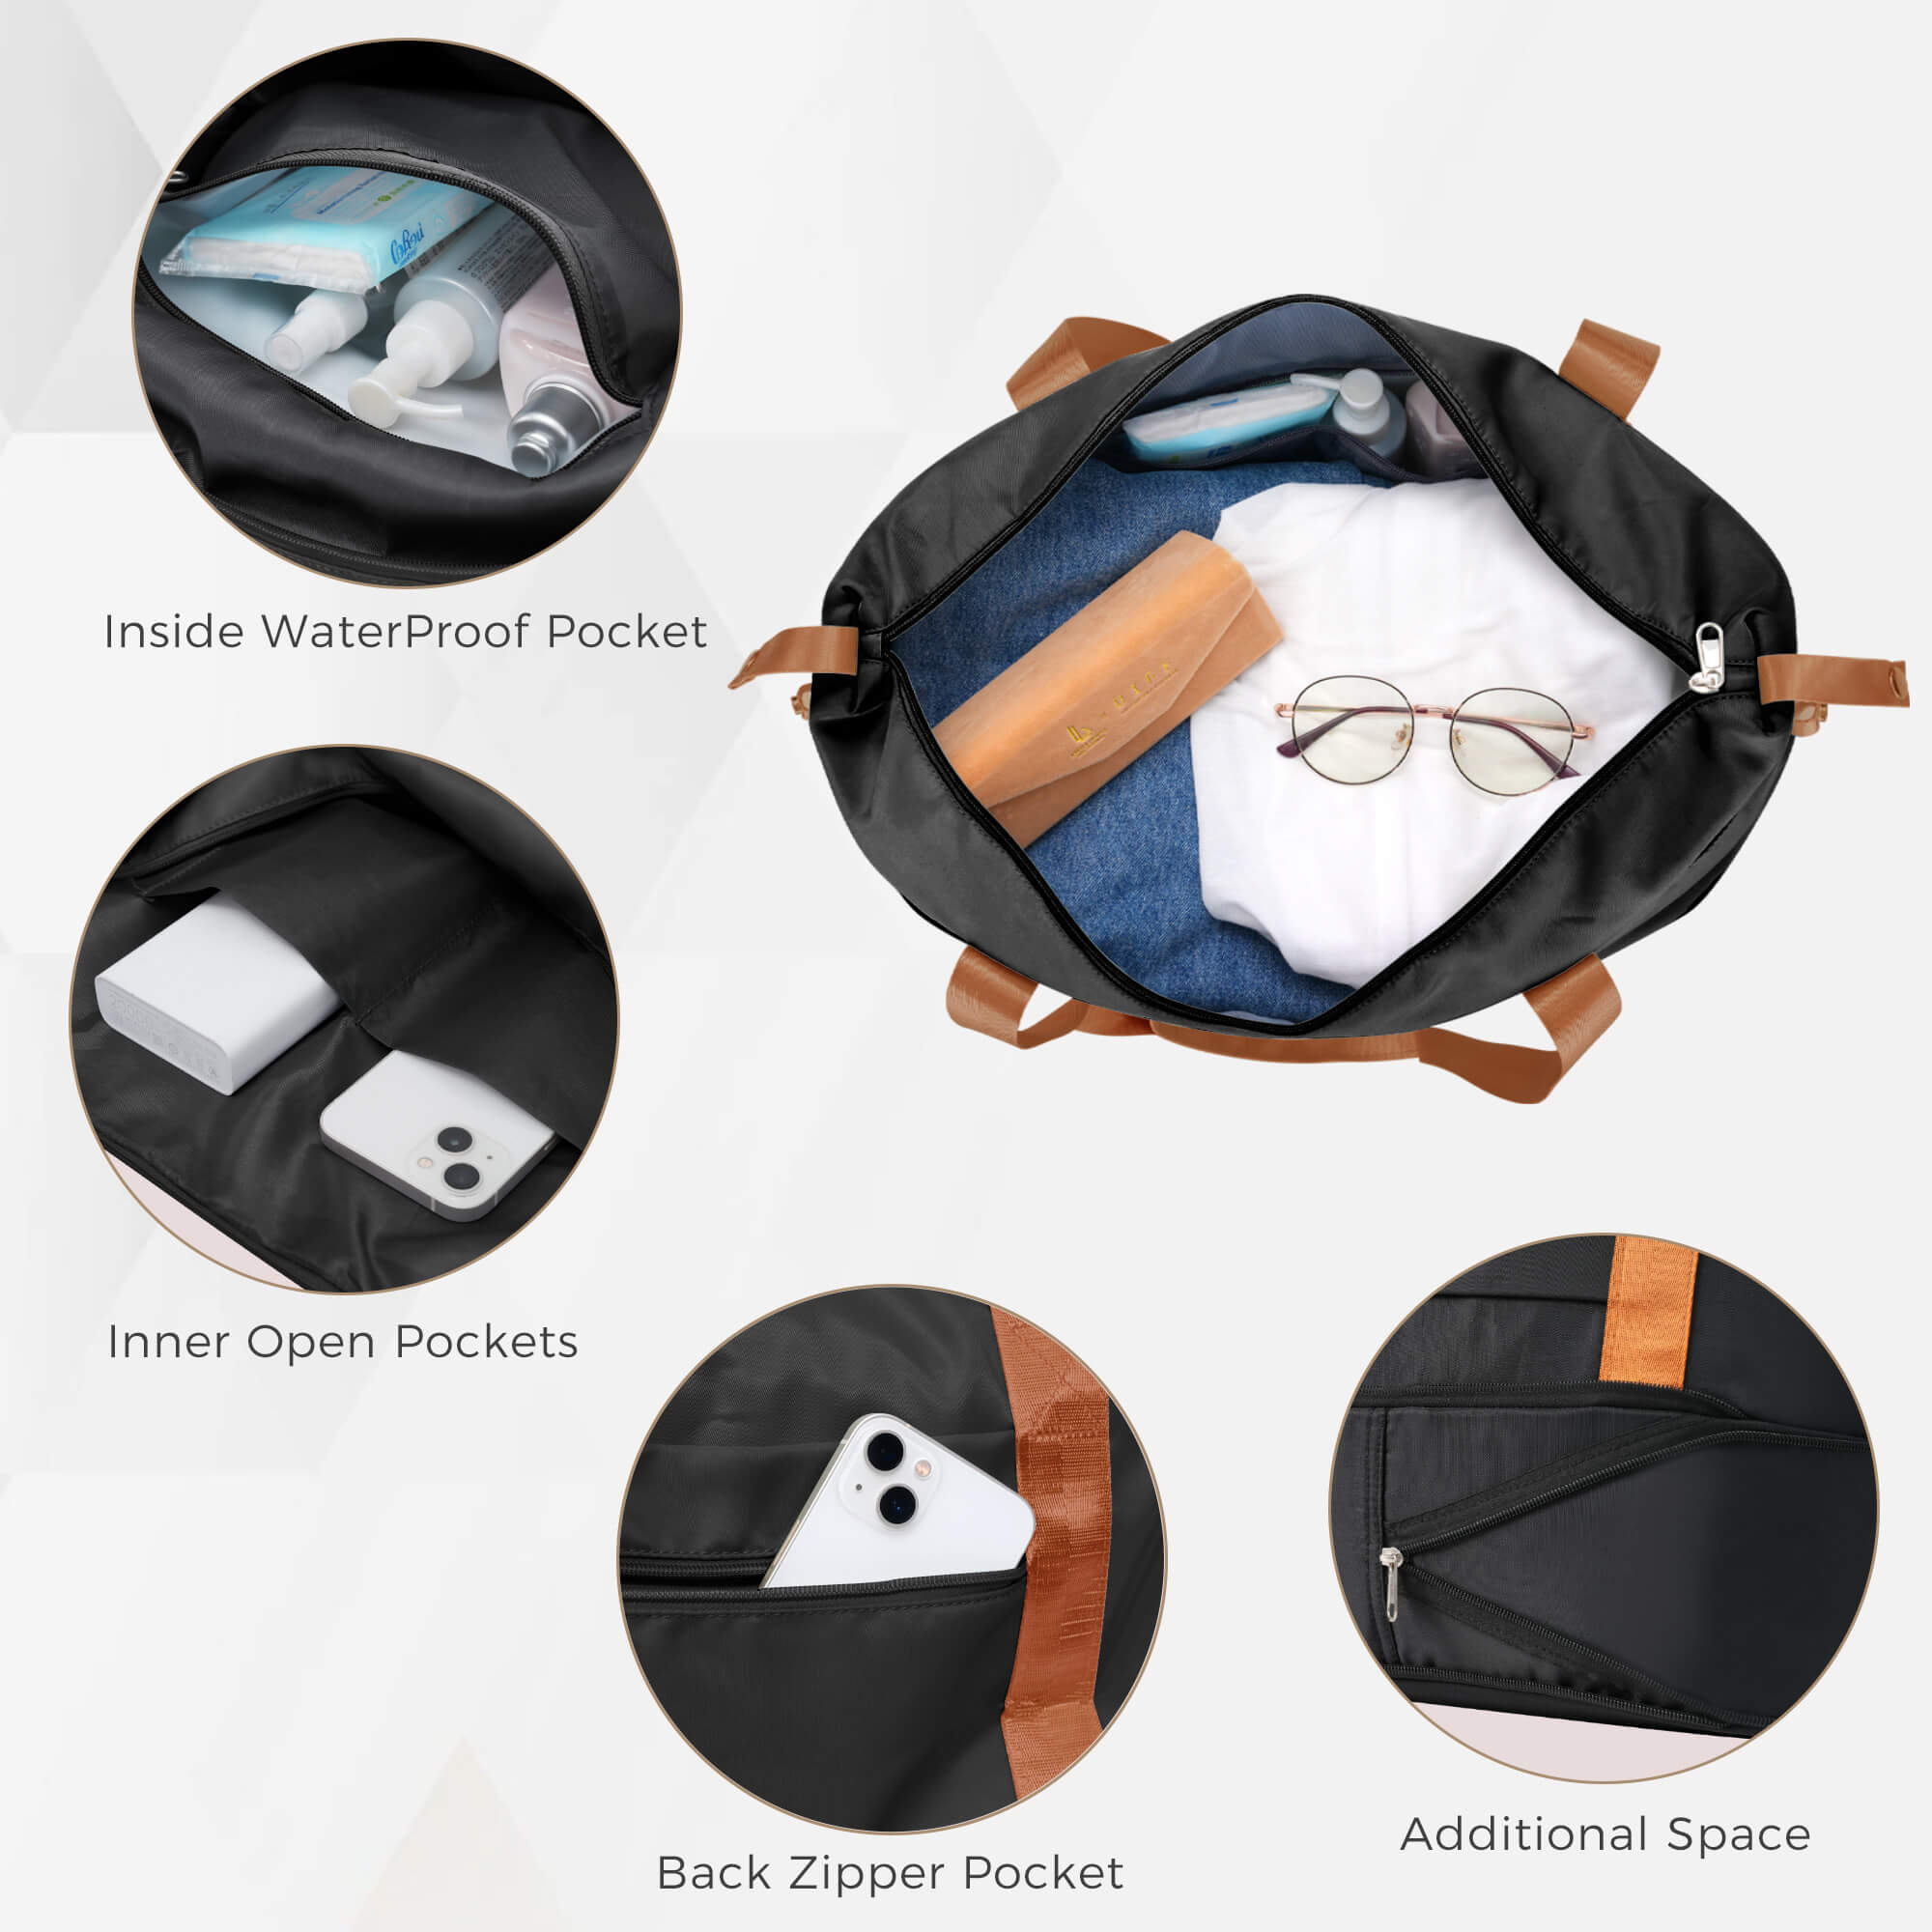 Inside WaterProof Pocket
Inner Open Pockets
Back Zipper Pocket
Additional Space